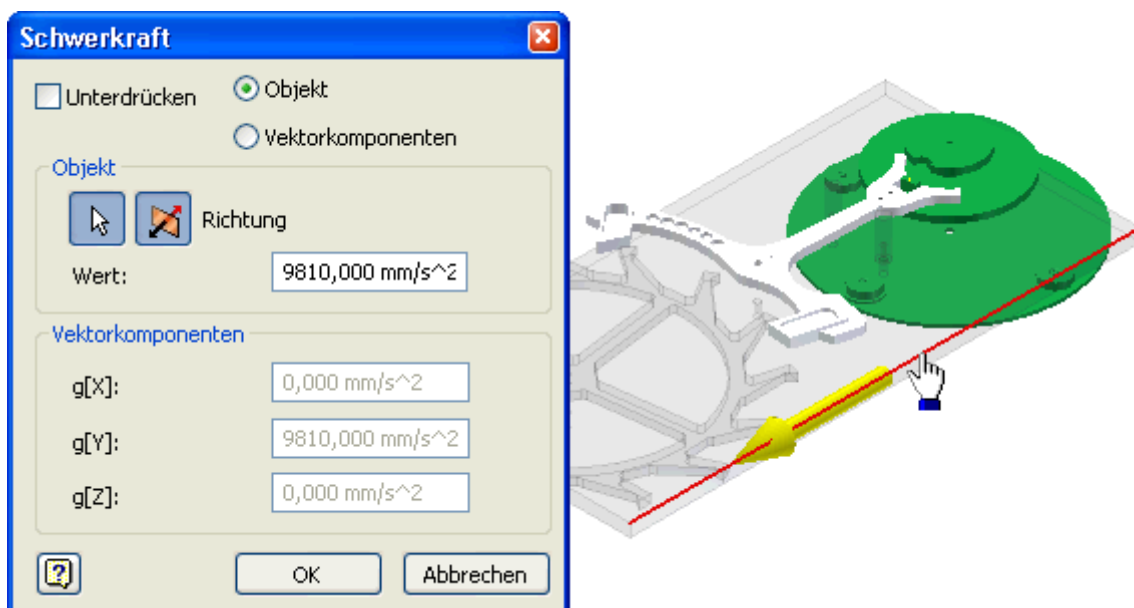 Schwerkraft
Unterdrücken
Objekt
Vektorkomponenten
Objekt
Richtung
Wert: 9810,000 mm/s^2
Vektorkomponenten
g[X]: 0,000 mm/s^2
g[Y]: 9810,000 mm/s^2
g[Z]: 0,000 mm/s^2
? OK Abbrechen